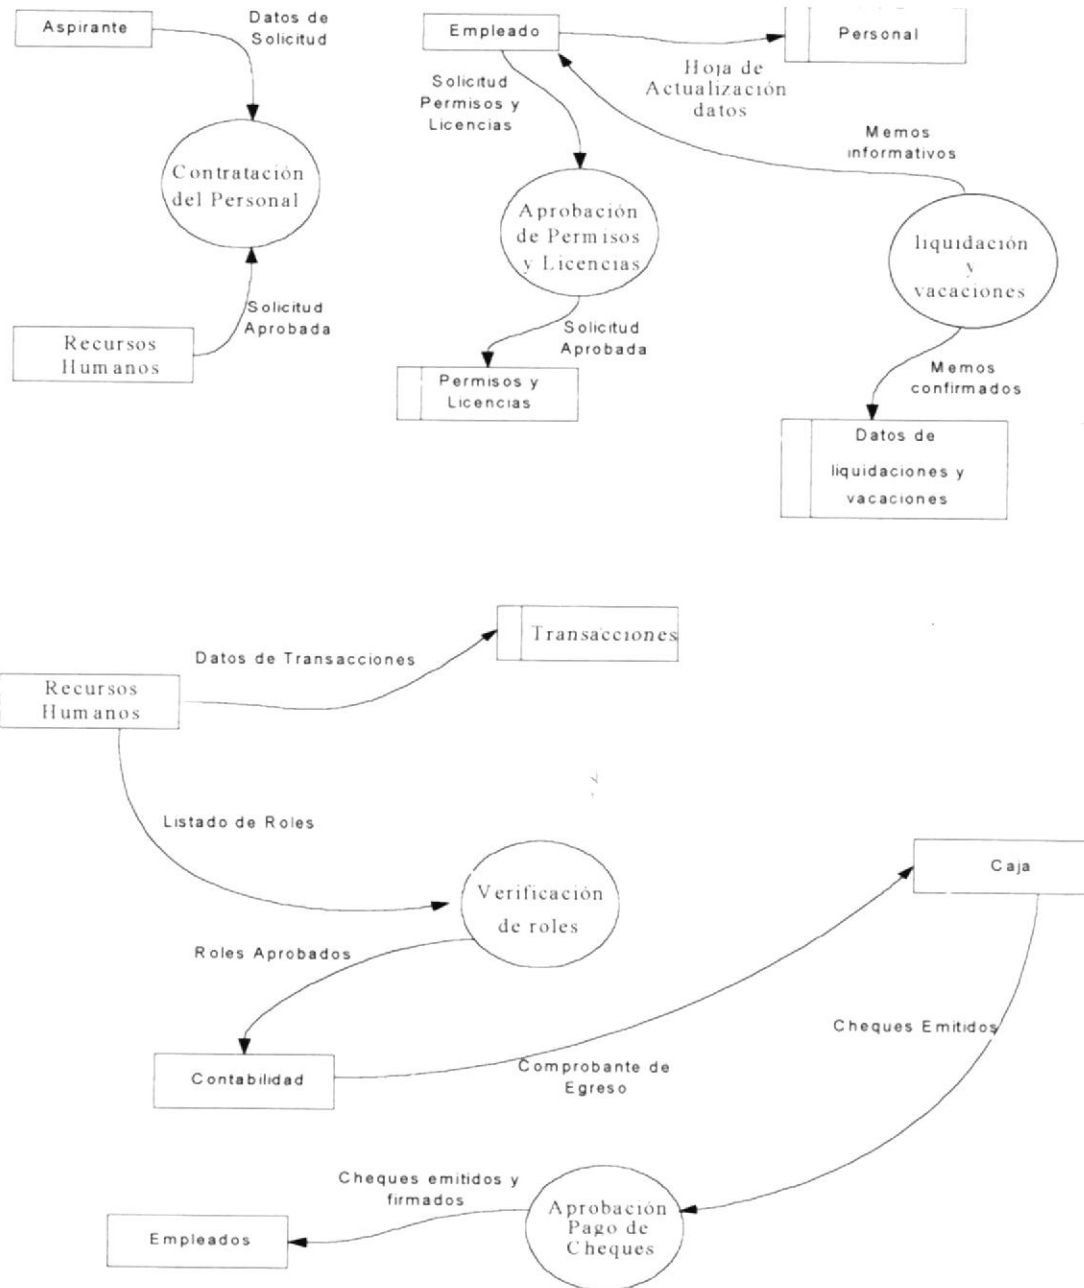 Aspirante
Datos de
Solicitud
Contratación
del Personal
Solicitud
Aprobada
Recursos
Humanos
Empleado
Personal
Hoja de
Actualización
datos
Solicitud
Permisos y
Licencias
Memos
informativos
Aprobación
de Permisos
y Licencias
liquidación
y
vacaciones
Solicitud
Aprobada
Permisos y
Licencias
Memos
confirmados
Datos de
liquidaciones y
vacaciones
Transacciones
Datos de Transacciones
Recursos
Humanos
Listado de Roles
Verificación
de roles
Caja
Roles Aprobados
Cheques Emitidos
Contabilidad
Comprobante de
Egreso
Cheques emitidos y
firmados
Aprobación
Pago de
Cheques
Empleados